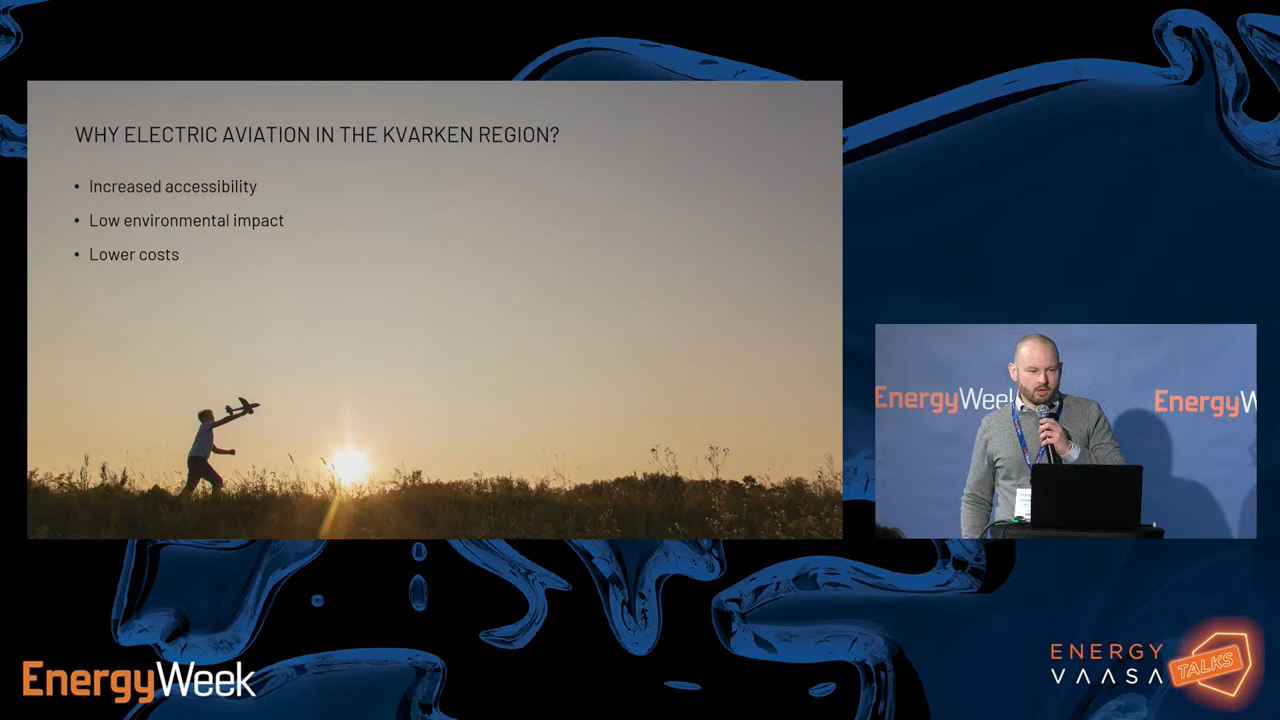 WHY ELECTRIC AVIATION IN THE KVARKEN REGION?
• Increased accessibility
• Low environmental impact
• Lower costs
EnergyWeek
EnergyW
EnergyWeek
ENERGY
VAASA
TALKS